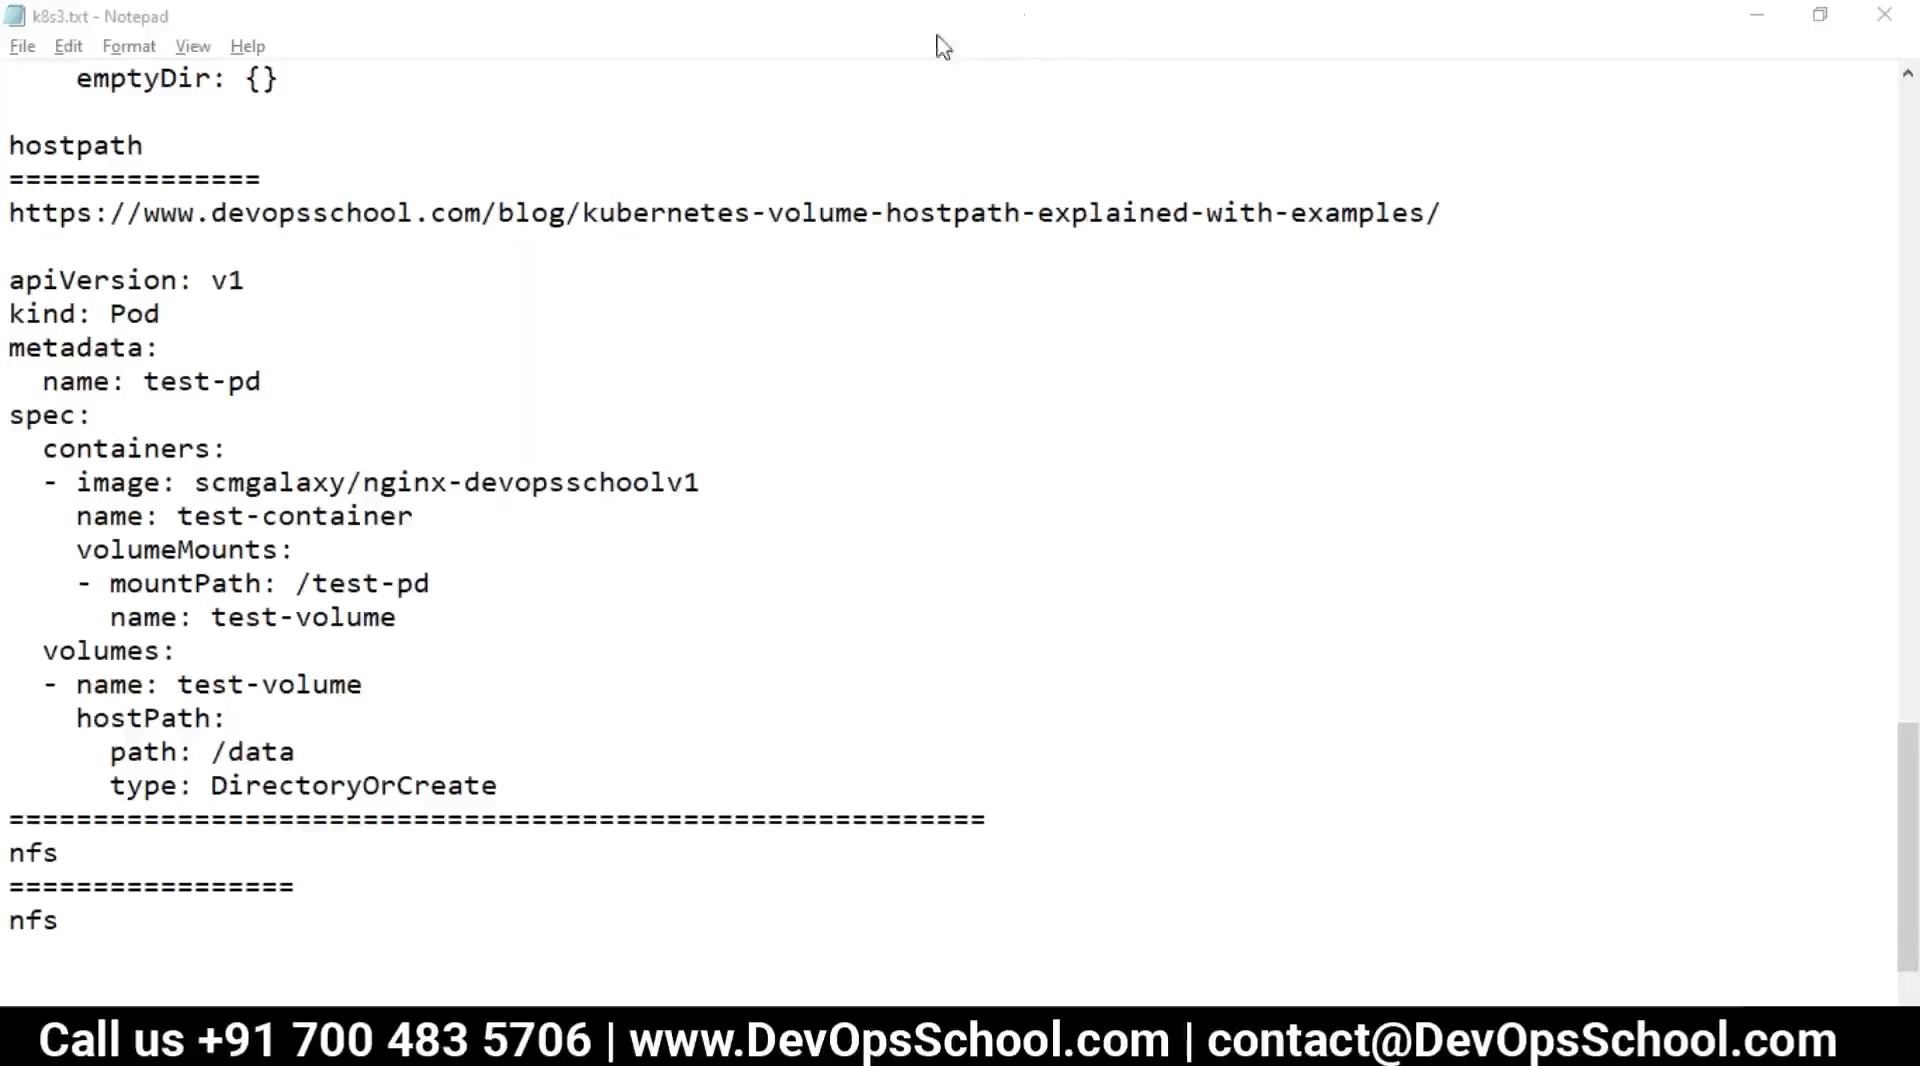 k8s3.txt - Notepad
File Edit Format View Help
    emptyDir: {}

hostpath
===============
https://www.devopsschool.com/blog/kubernetes-volume-hostpath-explained-with-examples/

apiVersion: v1
kind: Pod
metadata:
  name: test-pd
spec:
  containers:
  - image: scmgalaxy/nginx-devopsschoolv1
    name: test-container
    volumeMounts:
    - mountPath: /test-pd
      name: test-volume
  volumes:
  - name: test-volume
    hostPath:
      path: /data
      type: DirectoryOrCreate
==========================================================
nfs
=================
nfs
Call us +91 700 483 5706 | www.DevOpsSchool.com | contact@DevOpsSchool.com